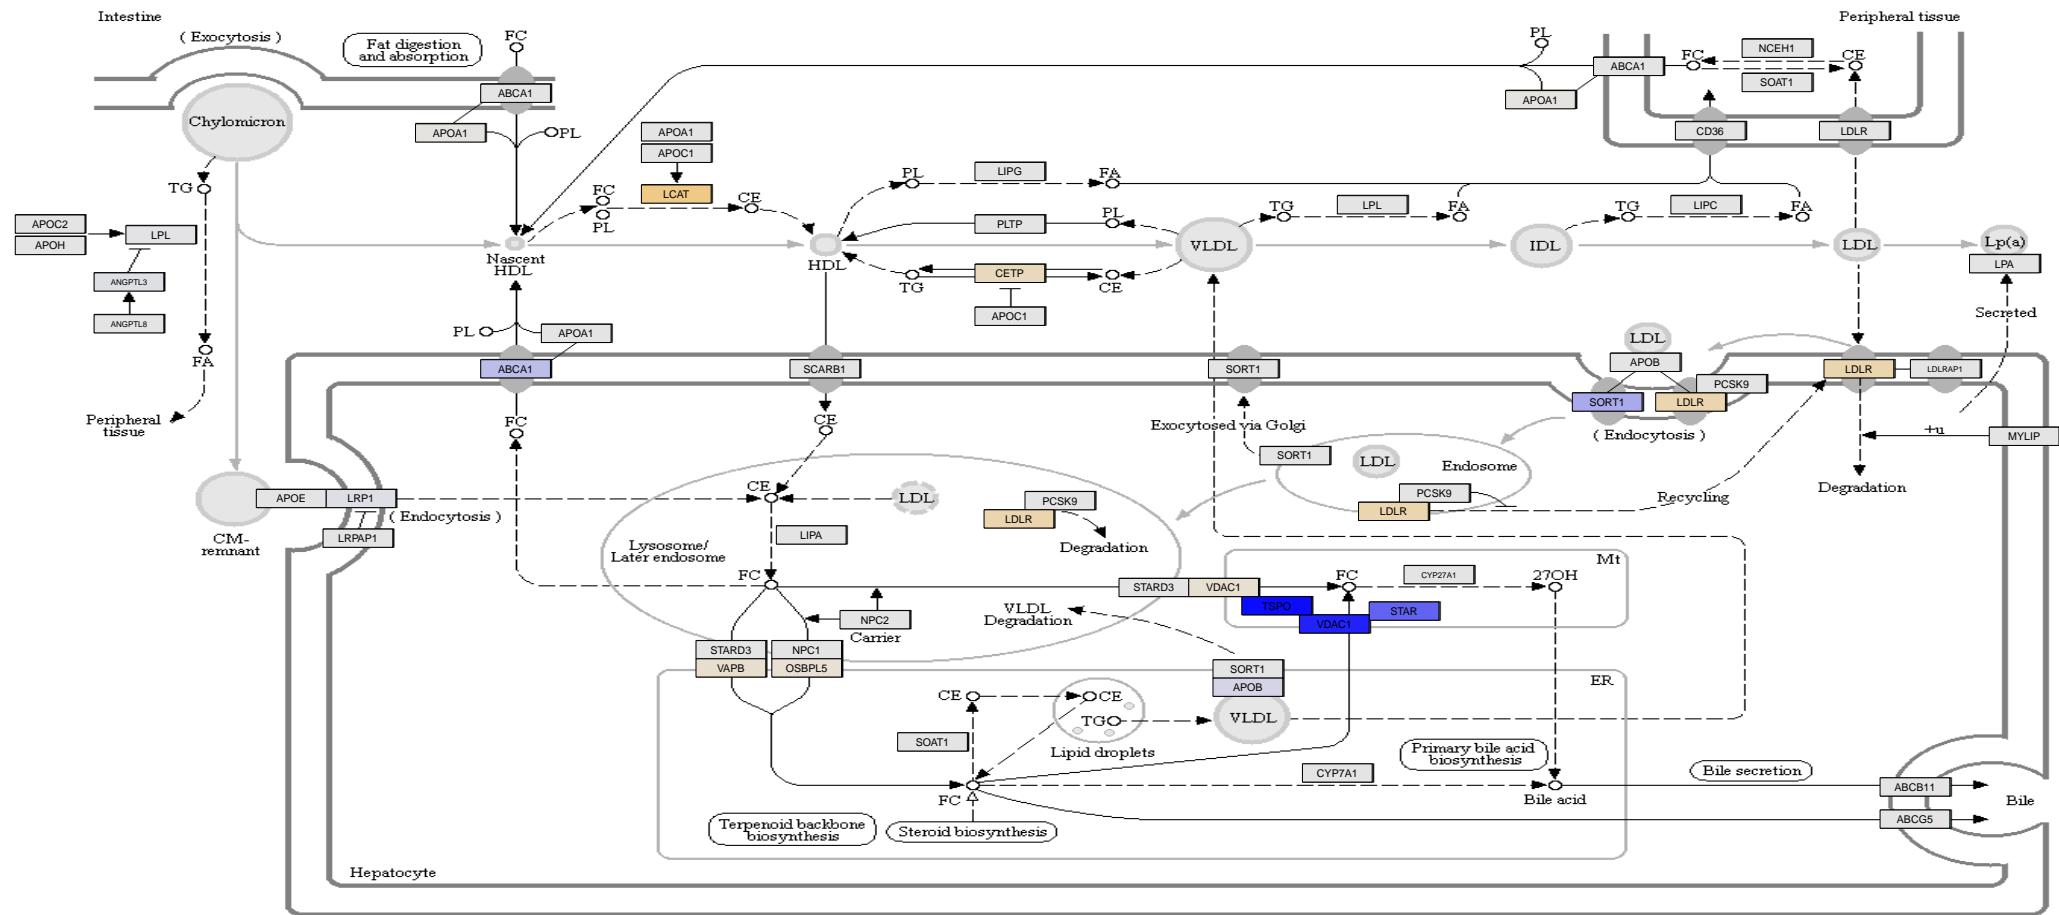 Intestine
Peripheral tissue
( Exocytosis )
Fat digestion
and absorption
FC
PL
NCEH1
FC
CE
ABCA1
SOAT1
ABCA1
APOA1
Chylomicron
APOA1
PL
APOA1
APOC1
CD36
LDLR
TG
FC
LCAT
CE
PL
PL
LIPG
FA
TG
LPL
FA
TG
LIPC
FA
APOC2
APOH
LPL
PLTP
PL
Nascent
HDL
HDL
VLDL
IDL
LDL
Lp(a)
LPA
ANGPTL3
ANGPTL8
TG
CETP
CE
APOC1
Secreted
PL
APOA1
FA
ABCA1
SCARB1
SORT1
LDL
APOB
PCSK9
SORT1
LDLR
LDLR
LDLRAP1
( Endocytosis )
Peripheral
tissue
FC
CE
Exocytosed via Golgi
+u
MYLIP
SORT1
LDL
Endosome
Degradation
APOE
LRP1
CE
LDL
PCSK9
LDLR
PCSK9
LDLR
Recycling
( Endocytosis )
LRPAP1
CM-
remnant
LIPA
Degradation
Lysosome/
Later endosome
Mt
FC
STARD3
VDAC1
FC
CYP27A1
27OH
TSPO
STAR
VDAC1
VLDL
Degradation
NPC2
Carrier
STARD3
VAPB
NPC1
OSBPL5
SORT1
APOB
ER
CE
CE
TG
VLDL
SOAT1
Lipid droplets
Primary bile acid
biosynthesis
CYP7A1
Bile secretion
FC
Bile acid
ABCB11
Bile
ABCG5
Terpenoid backbone
biosynthesis
Steroid biosynthesis
Hepatocyte